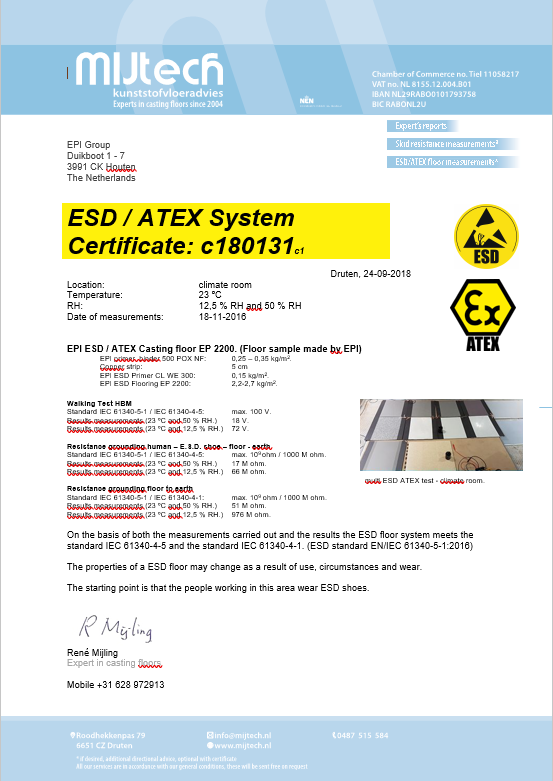 mijtech
kunststofvloeradvies
Experts in casting floors since 2004
NEN
Chamber of Commerce no. Tiel 11058217
VAT no. NL 8155.12.004.B01
IBAN NL29RABO0101793758
BIC RABONL2U
Expert's reports
Skid resistance measurements*
ESD/ATEX floor measurements*
EPI Group
Duikboot 1 - 7
3991 CK Houten
The Netherlands
ESD / ATEX System
Certificate: c180131c1
ESD
Druten, 24-09-2018
Location: climate room
Temperature: 23 ºC
RH: 12,5 % RH and 50 % RH
Date of measurements: 18-11-2016
Ex
ATEX
EPI ESD / ATEX Casting floor EP 2200. (Floor sample made by EPI)
EPI primer binder 500 POX NF: 0,25 – 0,35 kg/m².
Copper strip: 5 cm
EPI ESD Primer CL WE 300: 0,15 kg/m².
EPI ESD Flooring EP 2200: 2,2-2,7 kg/m².
Walking Test HBM
Standard IEC 61340-5-1 / IEC 61340-4-5: max. 100 V.
Results measurements (23 ºC and 50 % RH.) 18 V.
Results measurements (23 ºC and 12,5 % RH.) 72 V.
Resistance grounding human – E.S.D. shoe – floor - earth.
Standard IEC 61340-5-1 / IEC 61340-4-5: max. 10⁹ ohm / 1000 M ohm.
Results measurements (23 ºC and 50 % RH.) 17 M ohm.
Results measurements (23 ºC and 12,5 % RH.) 66 M ohm.
Resistance grounding floor to earth
Standard IEC 61340-5-1 / IEC 61340-4-1: max. 10⁹ ohm / 1000 M ohm.
Results measurements (23 ºC and 50 % RH.) 51 M ohm.
Results measurements (23 ºC and 12,5 % RH.) 976 M ohm.
multi ESD ATEX test - climate room.
On the basis of both the measurements carried out and the results the ESD floor system meets the
standard IEC 61340-4-5 and the standard IEC 61340-4-1. (ESD standard EN/IEC 61340-5-1:2016)
The properties of a ESD floor may change as a result of use, circumstances and wear.
The starting point is that the people working in this area wear ESD shoes.
R Mijling
René Mijling
Expert in casting floors
Mobile +31 628 972913
Roodhekkenpas 79
6651 CZ Druten
info@mijtech.nl
www.mijtech.nl
0487 515 584
* if desired, additional directional advice, optional with certificate
All our services are in accordance with our general conditions, these will be sent free on request